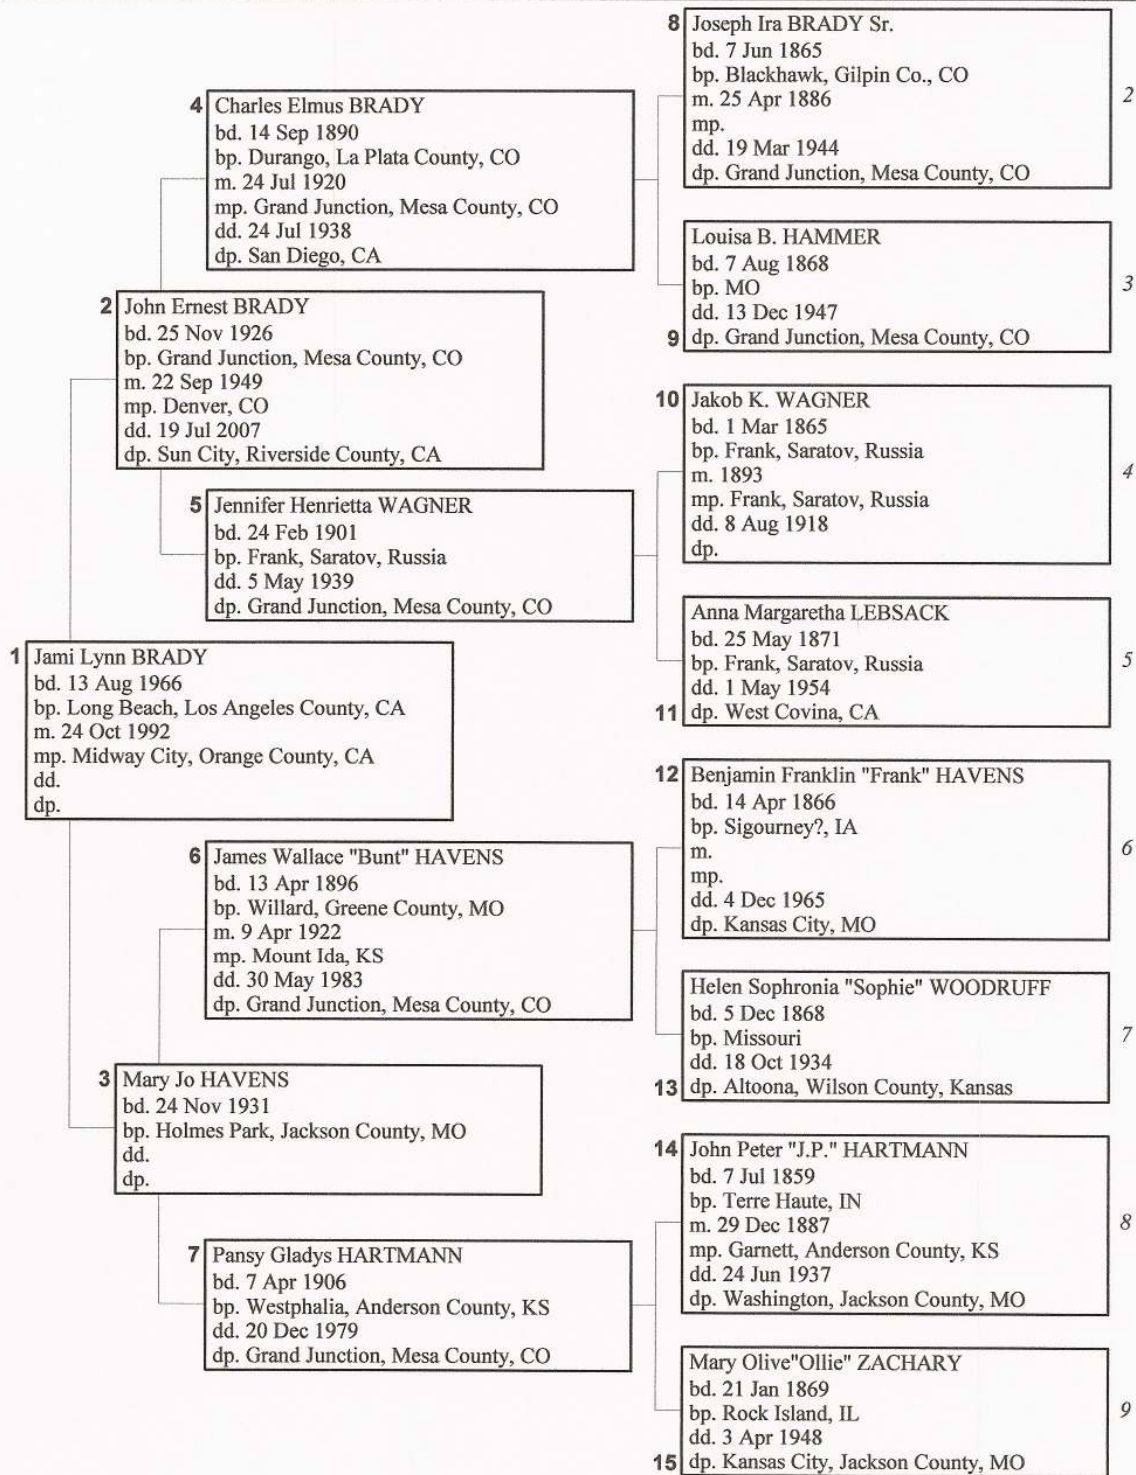 8 Joseph Ira BRADY Sr.
bd. 7 Jun 1865
bp. Blackhawk, Gilpin Co., CO
m. 25 Apr 1886
mp.
dd. 19 Mar 1944
dp. Grand Junction, Mesa County, CO
2
4 Charles Elmus BRADY
bd. 14 Sep 1890
bp. Durango, La Plata County, CO
m. 24 Jul 1920
mp. Grand Junction, Mesa County, CO
dd. 24 Jul 1938
dp. San Diego, CA
Louisa B. HAMMER
bd. 7 Aug 1868
bp. MO
dd. 13 Dec 1947
9 dp. Grand Junction, Mesa County, CO
3
2 John Ernest BRADY
bd. 25 Nov 1926
bp. Grand Junction, Mesa County, CO
m. 22 Sep 1949
mp. Denver, CO
dd. 19 Jul 2007
dp. Sun City, Riverside County, CA
10 Jakob K. WAGNER
bd. 1 Mar 1865
bp. Frank, Saratov, Russia
m. 1893
mp. Frank, Saratov, Russia
dd. 8 Aug 1918
dp.
4
5 Jennifer Henrietta WAGNER
bd. 24 Feb 1901
bp. Frank, Saratov, Russia
dd. 5 May 1939
dp. Grand Junction, Mesa County, CO
Anna Margaretha LEBSACK
bd. 25 May 1871
bp. Frank, Saratov, Russia
dd. 1 May 1954
11 dp. West Covina, CA
5
1 Jami Lynn BRADY
bd. 13 Aug 1966
bp. Long Beach, Los Angeles County, CA
m. 24 Oct 1992
mp. Midway City, Orange County, CA
dd.
dp.
12 Benjamin Franklin "Frank" HAVENS
bd. 14 Apr 1866
bp. Sigourney?, IA
m.
mp.
dd. 4 Dec 1965
dp. Kansas City, MO
6
6 James Wallace "Bunt" HAVENS
bd. 13 Apr 1896
bp. Willard, Greene County, MO
m. 9 Apr 1922
mp. Mount Ida, KS
dd. 30 May 1983
dp. Grand Junction, Mesa County, CO
Helen Sophronia "Sophie" WOODRUFF
bd. 5 Dec 1868
bp. Missouri
dd. 18 Oct 1934
13 dp. Altoona, Wilson County, Kansas
7
3 Mary Jo HAVENS
bd. 24 Nov 1931
bp. Holmes Park, Jackson County, MO
dd.
dp.
14 John Peter "J.P." HARTMANN
bd. 7 Jul 1859
bp. Terre Haute, IN
m. 29 Dec 1887
mp. Garnett, Anderson County, KS
dd. 24 Jun 1937
dp. Washington, Jackson County, MO
8
7 Pansy Gladys HARTMANN
bd. 7 Apr 1906
bp. Westphalia, Anderson County, KS
dd. 20 Dec 1979
dp. Grand Junction, Mesa County, CO
Mary Olive"Ollie" ZACHARY
bd. 21 Jan 1869
bp. Rock Island, IL
dd. 3 Apr 1948
15 dp. Kansas City, Jackson County, MO
9